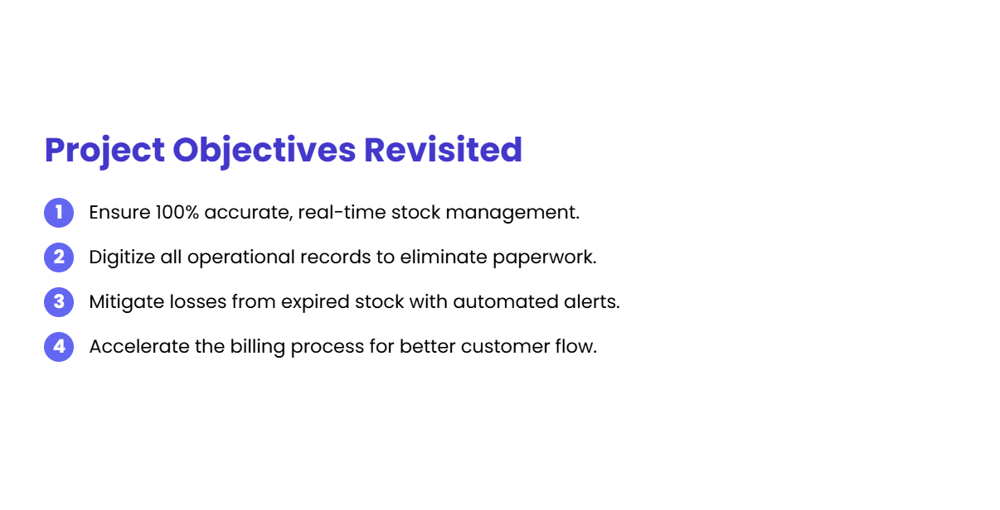 Project Objectives Revisited
1 Ensure 100% accurate, real-time stock management.
2 Digitize all operational records to eliminate paperwork.
3 Mitigate losses from expired stock with automated alerts.
4 Accelerate the billing process for better customer flow.